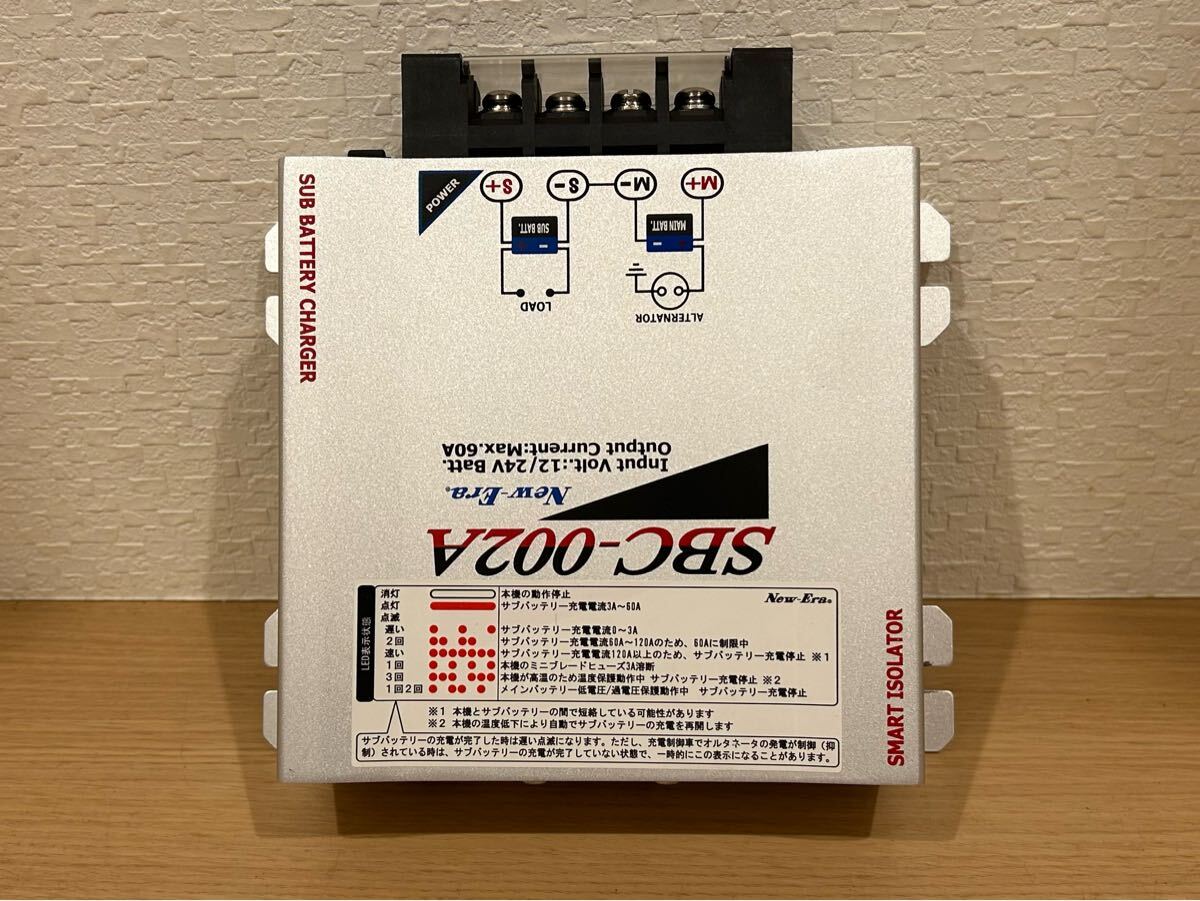 S+
S-
M-
M+
POWER
SUB BATT.
MAIN BATT.
LOAD
ALTERNATOR
SUB BATTERY CHARGER
SMART ISOLATOR
SBC-002A
New-Era®
Input Volt.:12/24V Batt.
Output Current:Max.60A
New-Era®
LED表示状態
消灯 本機の動作停止
点灯 サブバッテリー充電電流3A～60A
点滅
遅い サブバッテリー充電電流0～3A
2回 サブバッテリー充電電流60A～120Aのため、60Aに制限中
速い サブバッテリー充電電流120A以上のため、サブバッテリー充電停止 ※1
1回 本機のミニブレードヒューズ3A溶断
3回 本機が高温のため温度保護動作中 サブバッテリー充電停止 ※2
1回2回 メインバッテリー低電圧/過電圧保護動作中 サブバッテリー充電停止
※1 本機とサブバッテリーの間で短絡している可能性があります
※2 本機の温度低下により自動でサブバッテリーの充電を再開します
サブバッテリーの充電が完了した時は遅い点滅になります。ただし、充電制御車でオルタネータの発電が制御（抑
制）されている時は、サブバッテリーの充電が完了していない状態で、一時的にこの表示になることがあります。